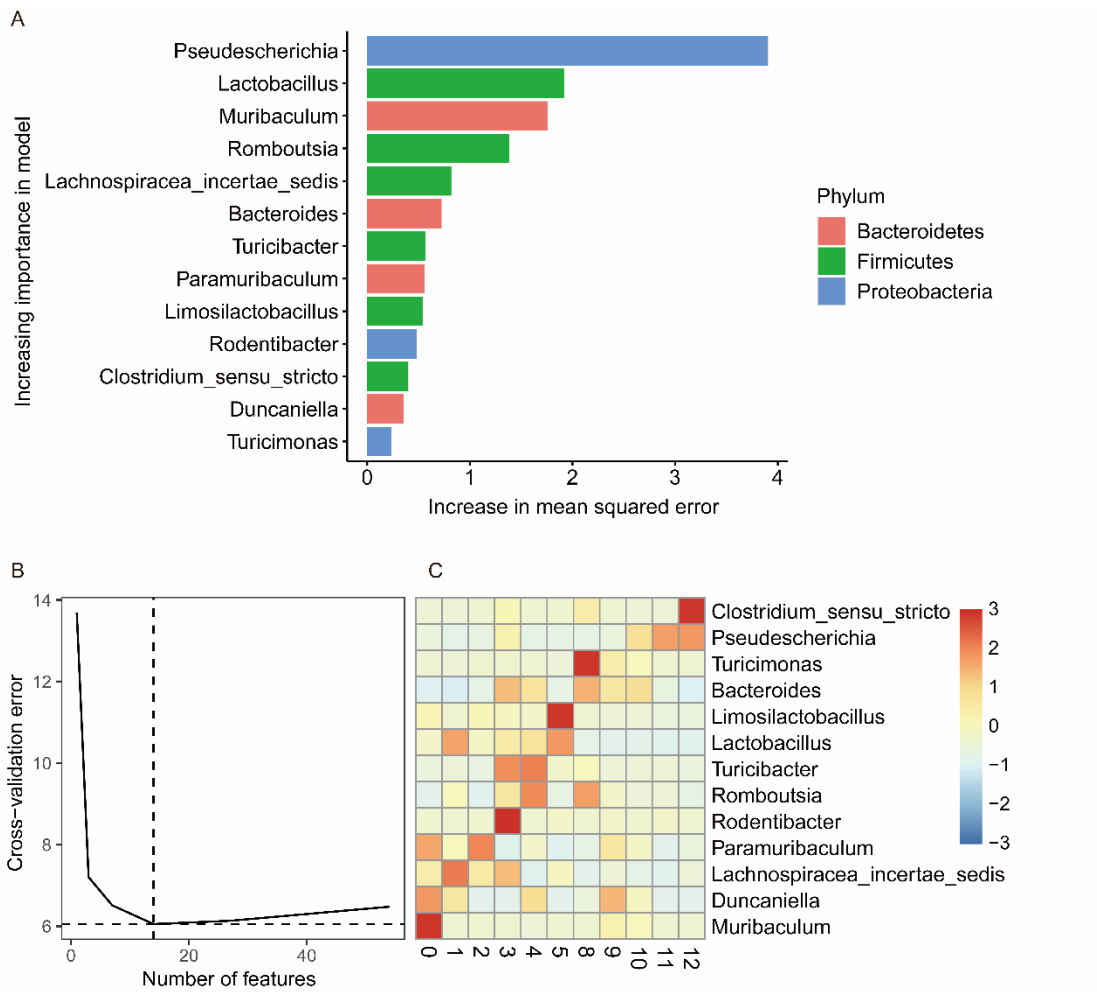 A
Increasing importance in model
Pseudescherichia
Lactobacillus
Muribaculum
Romboutsia
Lachnospiracea_incertae_sedis
Bacteroides
Turicibacter
Paramuribaculum
Limosilactobacillus
Rodentibacter
Clostridium_sensu_stricto
Duncaniella
Turicimonas
0 1 2 3 4
Increase in mean squared error
Phylum
Bacteroidetes
Firmicutes
Proteobacteria
B
Cross-validation error
14
12
10
8
6
0 20 40
Number of features
C
Clostridium_sensu_stricto
Pseudescherichia
Turicimonas
Bacteroides
Limosilactobacillus
Lactobacillus
Turicibacter
Romboutsia
Rodentibacter
Paramuribaculum
Lachnospiracea_incertae_sedis
Duncaniella
Muribaculum
0 1 2 3 4 5 8 9 10 11 12
3
2
1
0
−1
−2
−3